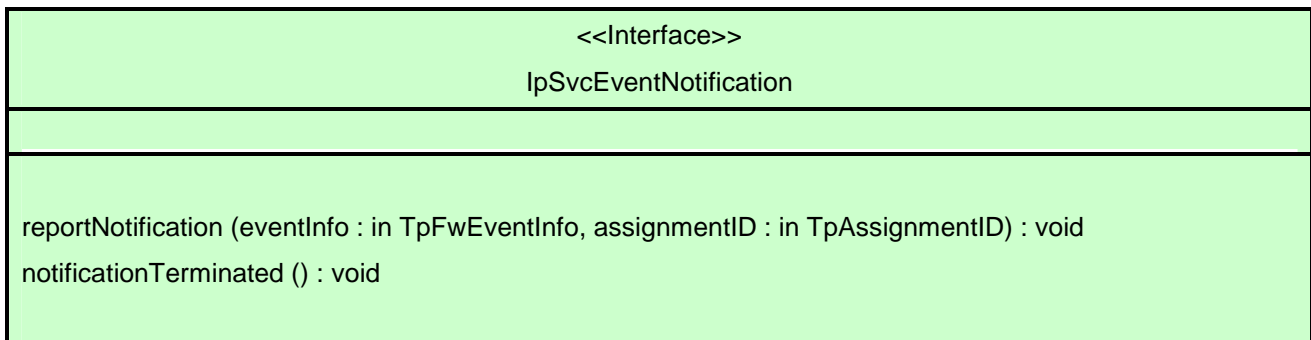 <<Interface>>
IpSvcEventNotification
reportNotification (eventInfo : in TpFwEventInfo, assignmentID : in TpAssignmentID) : void
notificationTerminated () : void